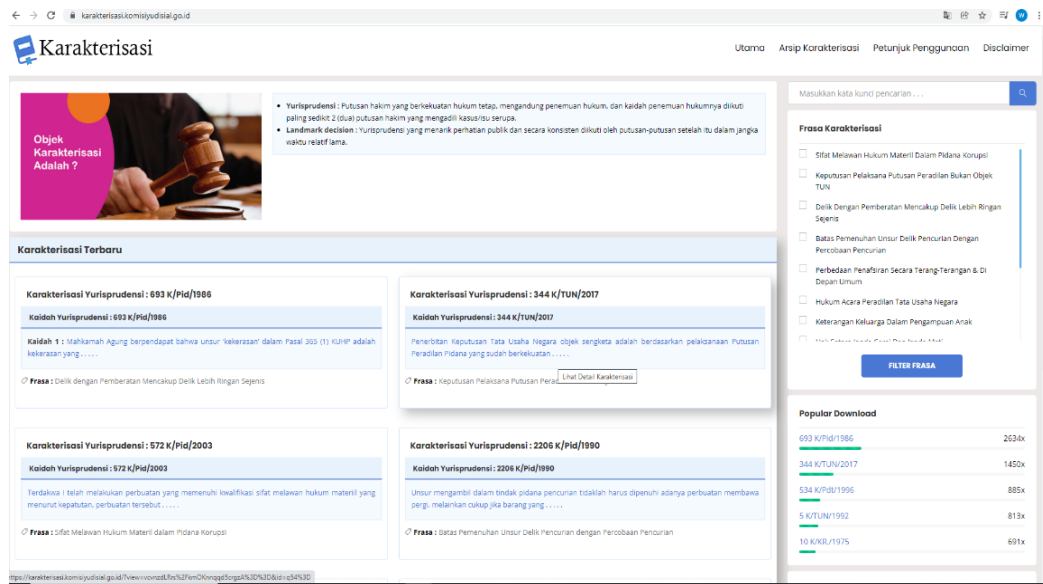 karakterisasi.komisiyudisial.go.id
W
Karakterisasi
Utama Arsip Karakterisasi Petunjuk Penggunaan Disclaimer
Objek
Karakterisasi
Adalah ?
• Yurisprudensi : Putusan hakim yang berkekuatan hukum tetap, mengandung penemuan hukum, dan kaidah penemuan hukumnya diikuti
paling sedikit 2 (dua) putusan hakim yang mengadili kasus/isu serupa.
• Landmark decision : Yurisprudensi yang menarik perhatian publik dan secara konsisten diikuti oleh putusan-putusan setelah itu dalam jangka
waktu relatif lama.
Karakterisasi Terbaru
Karakterisasi Yurisprudensi : 693 K/Pid/1986
Kaidah Yurisprudensi : 693 K/Pid/1986
Kaidah 1 : Mahkamah Agung berpendapat bahwa unsur 'kekerasan' dalam Pasal 365 (1) KUHP adalah
kekerasan yang . . . . .
Frasa : Delik dengan Pemberatan Mencakup Delik Lebih Ringan Sejenis
Karakterisasi Yurisprudensi : 344 K/TUN/2017
Kaidah Yurisprudensi : 344 K/TUN/2017
Penerbitan Keputusan Tata Usaha Negara objek sengketa adalah berdasarkan pelaksanaan Putusan
Peradilan Pidana yang sudah berkekuatan . . . . .
Frasa : Keputusan Pelaksana Putusan
Lihat Detail Karakterisasi
Karakterisasi Yurisprudensi : 572 K/Pid/2003
Kaidah Yurisprudensi : 572 K/Pid/2003
Terdakwa I telah melakukan perbuatan yang memenuhi kwalifikasi sifat melawan hukum materiil yang
menurut kepatutan, perbuatan tersebut . . . . .
Frasa : Sifat Melawan Hukum Materil Dalam Pidana Korupsi
Karakterisasi Yurisprudensi : 2206 K/Pid/1990
Kaidah Yurisprudensi : 2206 K/Pid/1990
Unsur mengambil dalam tindak pidana pencurian tidaklah harus dipenuhi adanya perbuatan membawa
pergi, melainkan cukup jika barang yang . . . . .
Frasa : Batas Pemenuhan Unsur Delik Pencurian dengan Percobaan Pencurian
Masukkan kata kunci pencarian . . .
Frasa Karakterisasi
Sifat Melawan Hukum Materil Dalam Pidana Korupsi
Keputusan Pelaksana Putusan Peradilan Bukan Objek
TUN
Delik Dengan Pemberatan Mencakup Delik Lebih Ringan
Sejenis
Batas Pemenuhan Unsur Delik Pencurian Dengan
Percobaan Pencurian
Perbedaan Penafsiran Secara Terang-Terangan & Di
Depan Umum
Hukum Acara Peradilan Tata Usaha Negara
Keterangan Keluarga Dalam Pengampuan Anak
FILTER FRASA
Popular Download
693 K/Pid/1986 2634x
344 K/TUN/2017 1450x
534 K/Pdt/1996 885x
5 K/TUN/1992 813x
10 K/KR./1975 691x